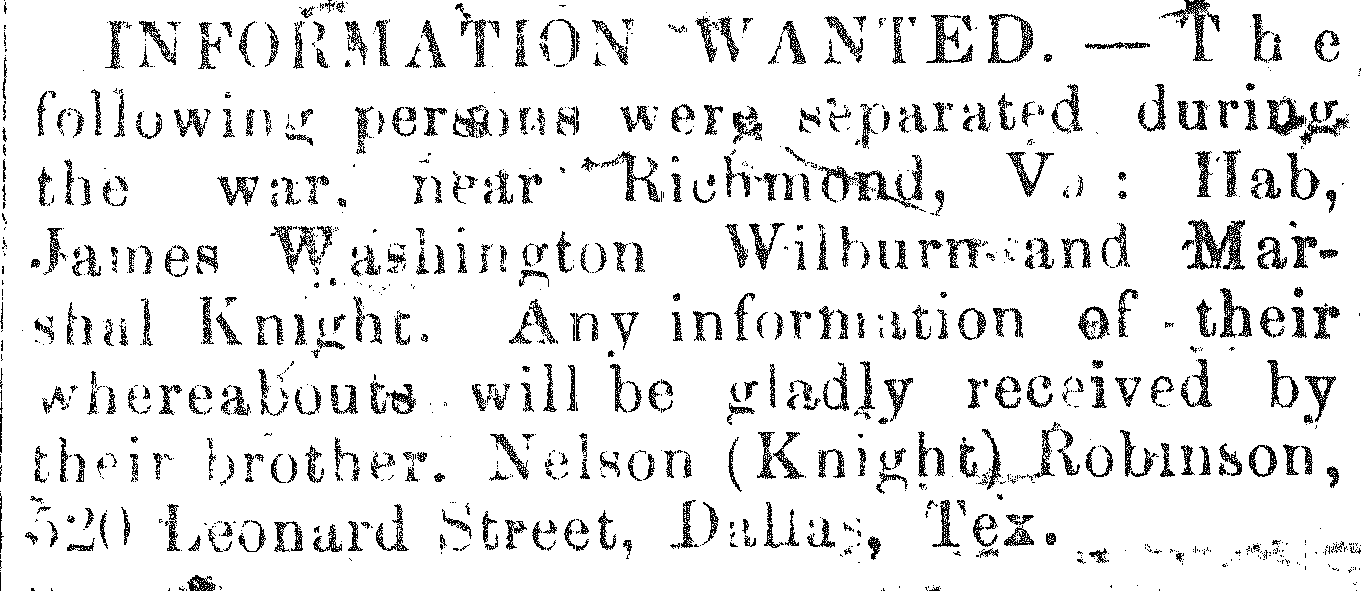 INFORMATION WANTED. — The
following persons were separated during
the war, near Richmond, Va: Hab,
James Washington Wilburn and Mar-
shal Knight. Any information of their
whereabouts will be gladly received by
their brother. Nelson (Knight) Robinson,
520 Leonard Street, Dallas, Tex.